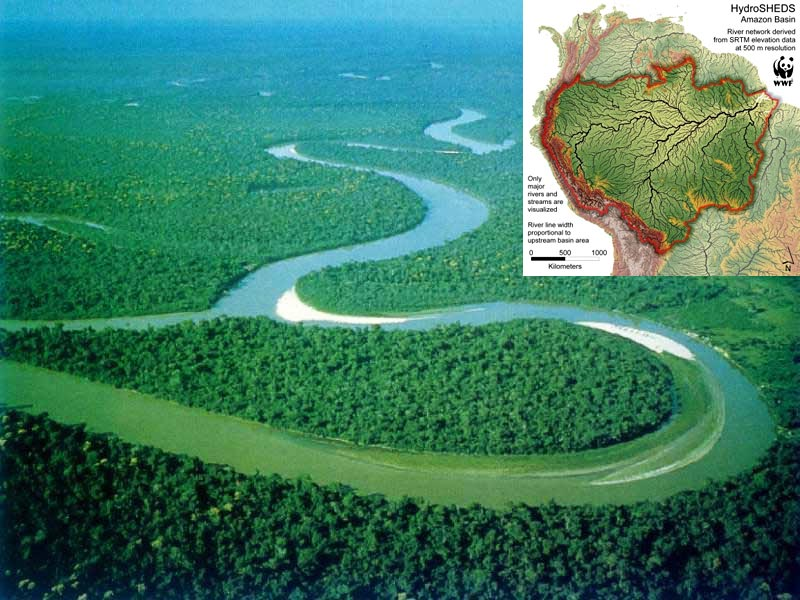 HydroSHEDS
Amazon Basin
River network derived
from SRTM elevation data
at 500 m resolution
WWF
Only
major
rivers and
streams are
visualized
River line width
proportional to
upstream basin area
0 500 1000
Kilometers
N